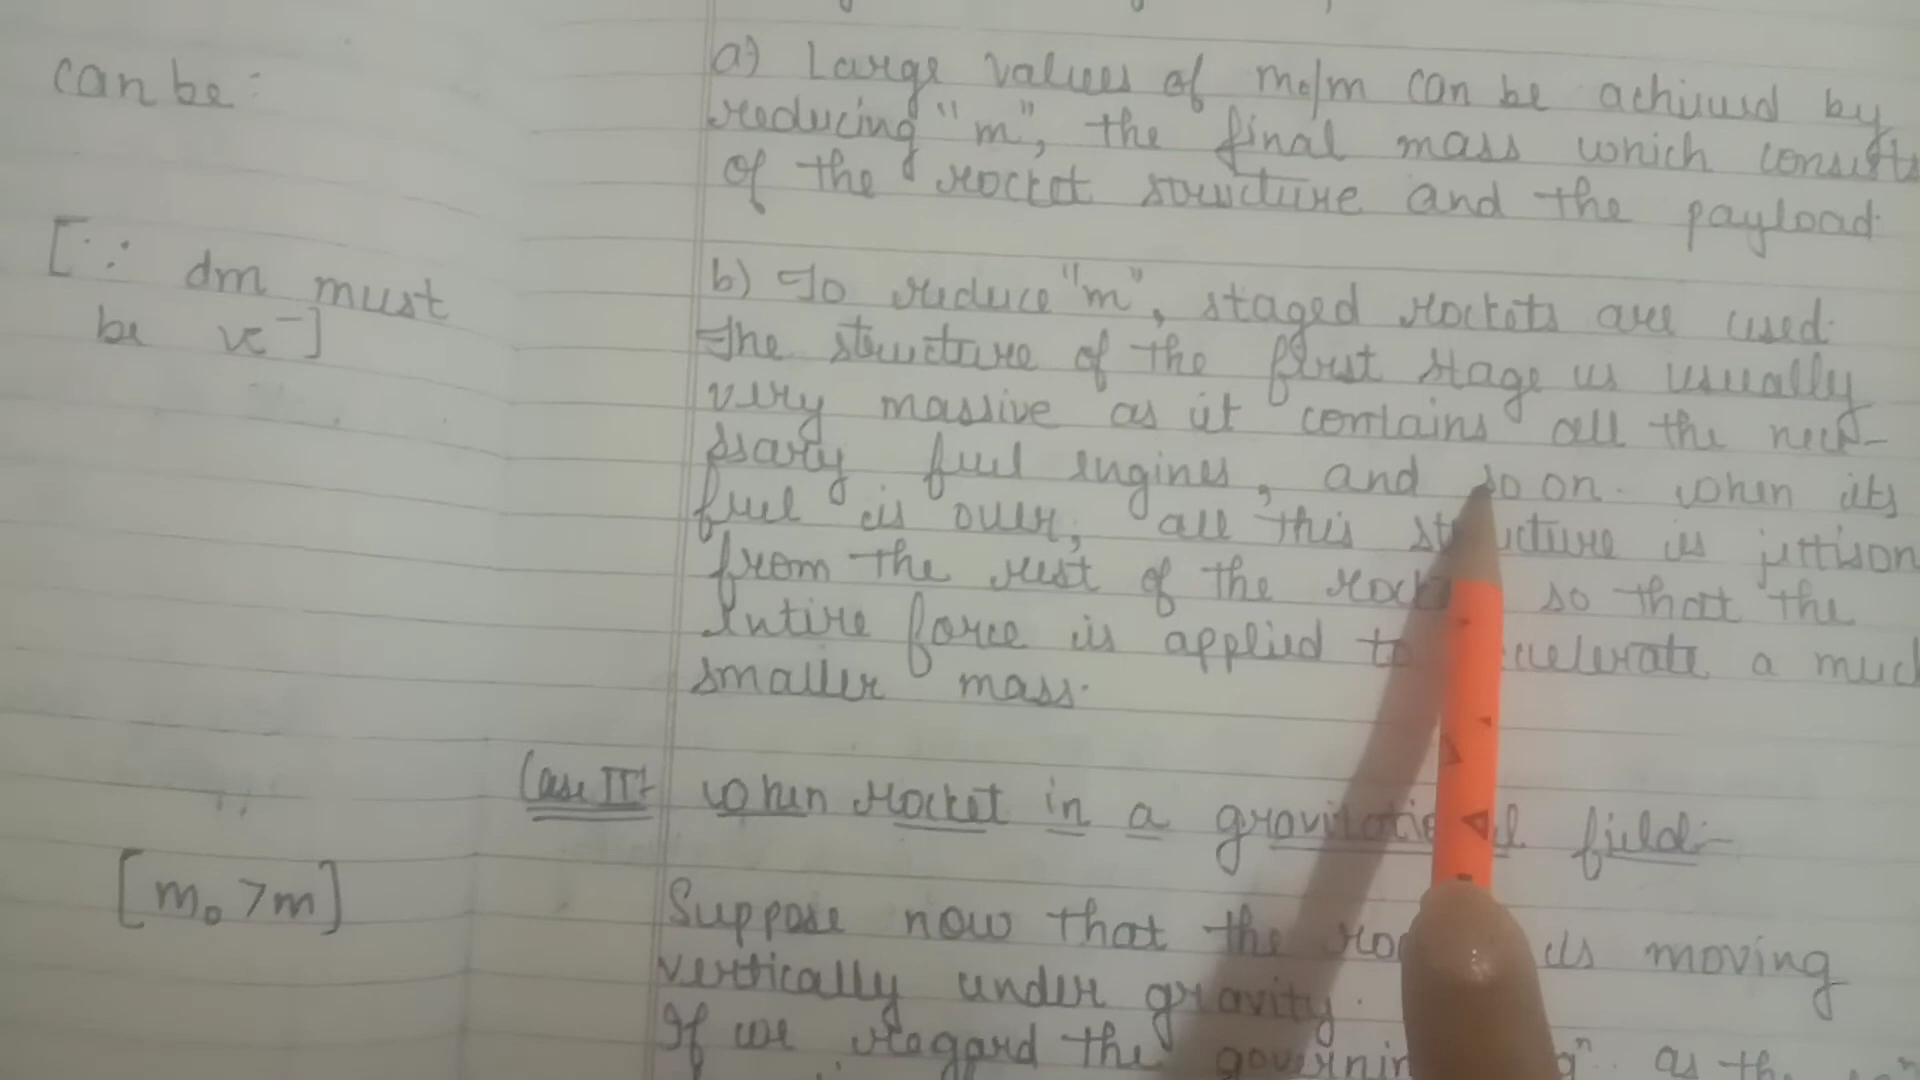 can be:
[∵ dm must
be ve⁻]
[m₀ > m]
a) Large values of m₀/m can be achieved by
reducing "m", the final mass which consists
of the rocket structure and the payload.
b) To reduce "m", staged rockets are used.
The structure of the first stage is usually
very massive as it contains all the nece-
ssary fuel engines, and so on. When its
fuel is over, all this structure is jettison
from the rest of the so that the
entire force is applied to a much
smaller mass.
Case III: When rocket in a gravitational field:-
Suppose now that the is moving
vertically under gravity.
If we regard the as the